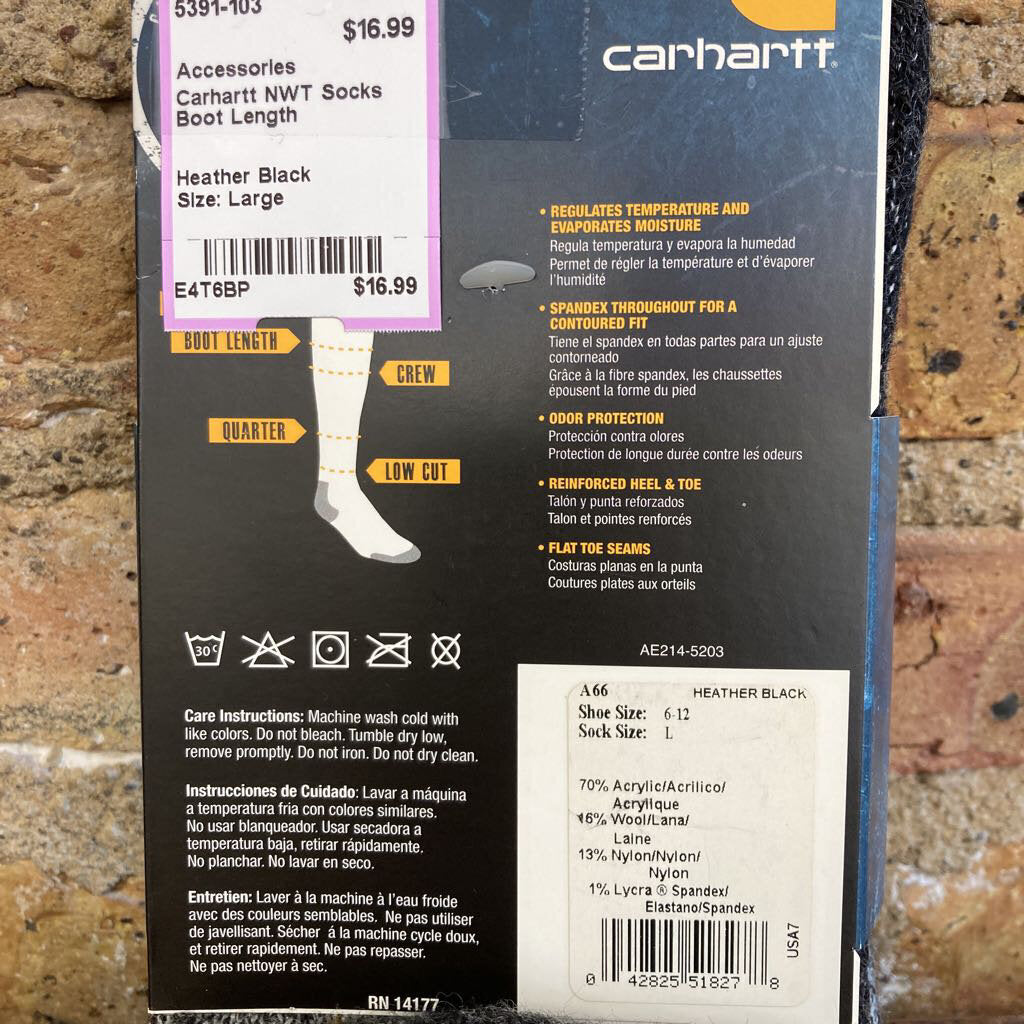 5391-103
$16.99
Accessories
Carhartt NWT Socks
Boot Length
Heather Black
Size: Large
E4T6BP
$16.99
carhartt®
BOOT LENGTH
CREW
QUARTER
LOW CUT
• REGULATES TEMPERATURE AND
EVAPORATES MOISTURE
Regula temperatura y evapora la humedad
Permet de régler la température et d'évaporer
l'humidité
• SPANDEX THROUGHOUT FOR A
CONTOURED FIT
Tiene el spandex en todas partes para un ajuste
contorneado
Grâce à la fibre spandex, les chaussettes
épousent la forme du pied
• ODOR PROTECTION
Protección contra olores
Protection de longue durée contre les odeurs
• REINFORCED HEEL & TOE
Talón y punta reforzados
Talon et pointes renforcés
• FLAT TOE SEAMS
Costuras planas en la punta
Coutures plates aux orteils
30c
Care Instructions: Machine wash cold with
like colors. Do not bleach. Tumble dry low,
remove promptly. Do not iron. Do not dry clean.
Instrucciones de Cuidado: Lavar a máquina
a temperatura fria con colores similares.
No usar blanqueador. Usar secadora a
temperatura baja, retirar rápidamente.
No planchar. No lavar en seco.
Entretien: Laver à la machine à l'eau froide
avec des couleurs semblables. Ne pas utiliser
de javellisant. Sécher á la machine cycle doux,
et retirer rapidement. Ne pas repasser.
Ne pas nettoyer à sec.
RN 14177
AE214-5203
A66 HEATHER BLACK
Shoe Size: 6-12
Sock Size: L
70% Acrylic/Acrilico/
Acrylique
16% Wool/Lana/
Laine
13% Nylon/Nylon/
Nylon
1% Lycra ® Spandex/
Elastano/Spandex
0 42825 51827 8
USA7